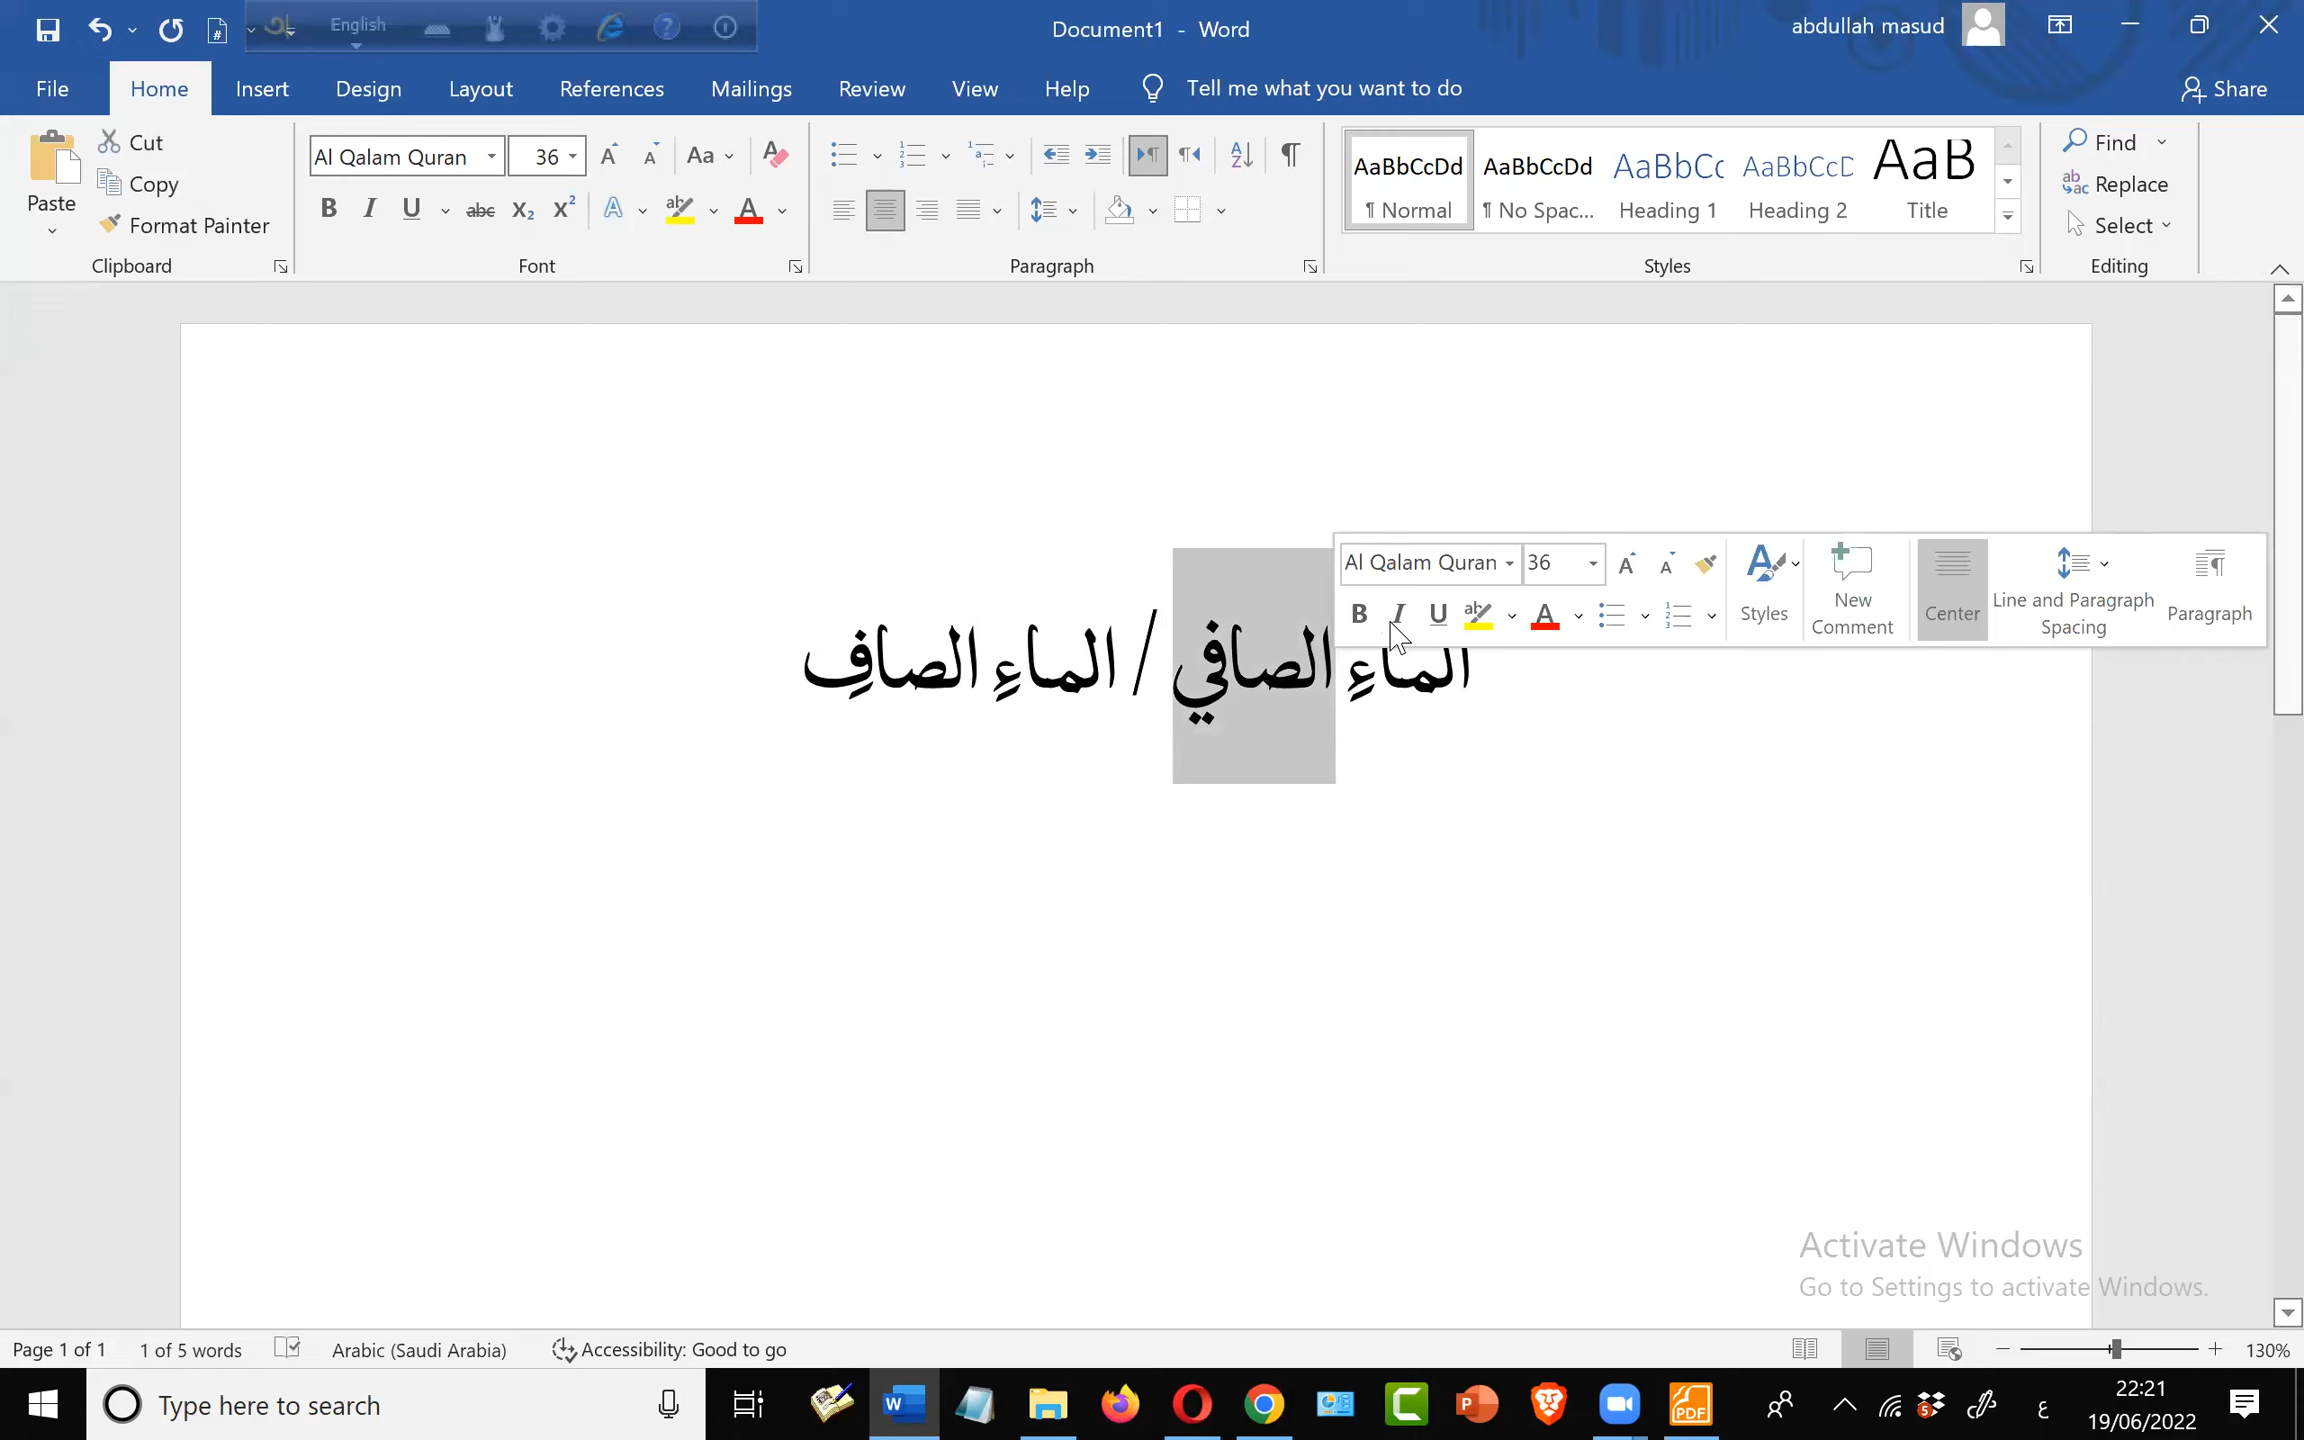 English
Document1 - Word
abdullah masud
File Home Insert Design Layout References Mailings Review View Help Tell me what you want to do Share
Paste
Cut
Copy
Format Painter
Clipboard
Al Qalam Quran 36
Font
Paragraph
AaBbCcDd AaBbCcDd AaBbCc AaBbCcD AaB
¶ Normal ¶ No Spac... Heading 1 Heading 2 Title
Styles
Find
Replace
Select
Editing
Al Qalam Quran 36
Styles
New Comment
Center
Line and Paragraph Spacing
Paragraph
الماءِ الصافي / الماءِ الصافِ
Activate Windows
Go to Settings to activate Windows.
Page 1 of 1 1 of 5 words Arabic (Saudi Arabia) Accessibility: Good to go 130%
Type here to search
ع
22:21
19/06/2022